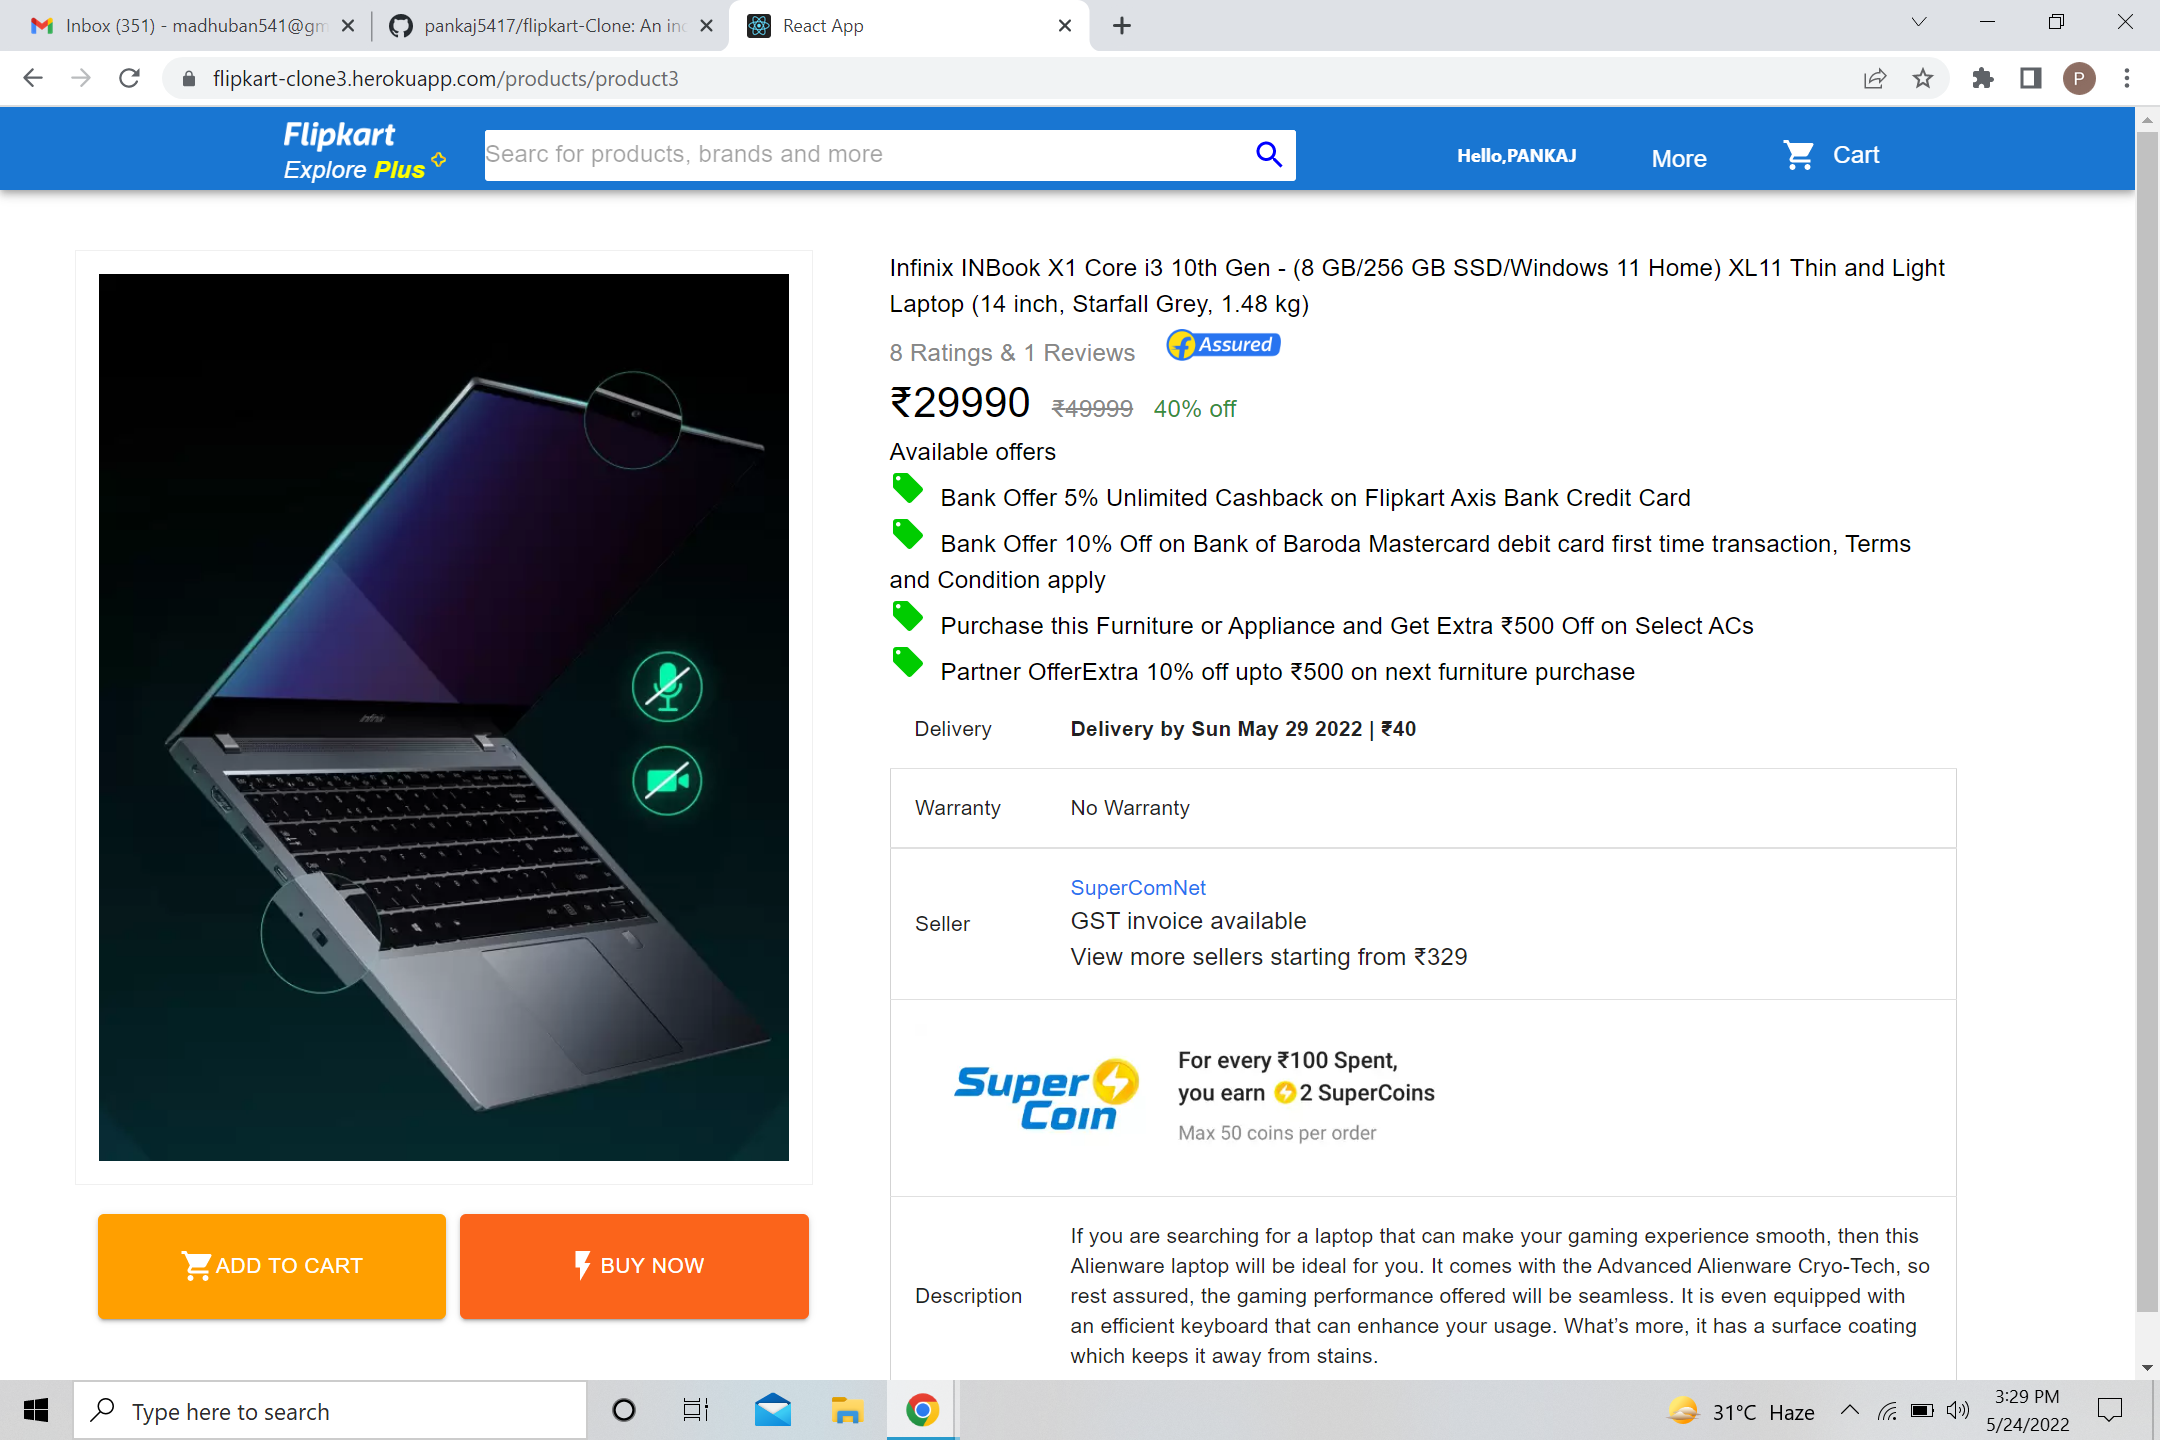 Inbox (351) - madhuban541@gm
pankaj5417/flipkart-Clone: An inc
React App
flipkart-clone3.herokuapp.com/products/product3
P
Flipkart
Explore Plus
Searc for products, brands and more
Hello,PANKAJ
More
Cart
Infinix INBook X1 Core i3 10th Gen - (8 GB/256 GB SSD/Windows 11 Home) XL11 Thin and Light
Laptop (14 inch, Starfall Grey, 1.48 kg)
8 Ratings & 1 Reviews
Assured
₹29990 ₹49999 40% off
Available offers
Bank Offer 5% Unlimited Cashback on Flipkart Axis Bank Credit Card
Bank Offer 10% Off on Bank of Baroda Mastercard debit card first time transaction, Terms
and Condition apply
Purchase this Furniture or Appliance and Get Extra ₹500 Off on Select ACs
Partner OfferExtra 10% off upto ₹500 on next furniture purchase
Delivery
Delivery by Sun May 29 2022 | ₹40
Warranty
No Warranty
Seller
SuperComNet
GST invoice available
View more sellers starting from ₹329
Super
Coin
For every ₹100 Spent,
you earn 2 SuperCoins
Max 50 coins per order
Description
If you are searching for a laptop that can make your gaming experience smooth, then this
Alienware laptop will be ideal for you. It comes with the Advanced Alienware Cryo-Tech, so
rest assured, the gaming performance offered will be seamless. It is even equipped with
an efficient keyboard that can enhance your usage. What’s more, it has a surface coating
which keeps it away from stains.
ADD TO CART
BUY NOW
Type here to search
31°C Haze
3:29 PM
5/24/2022